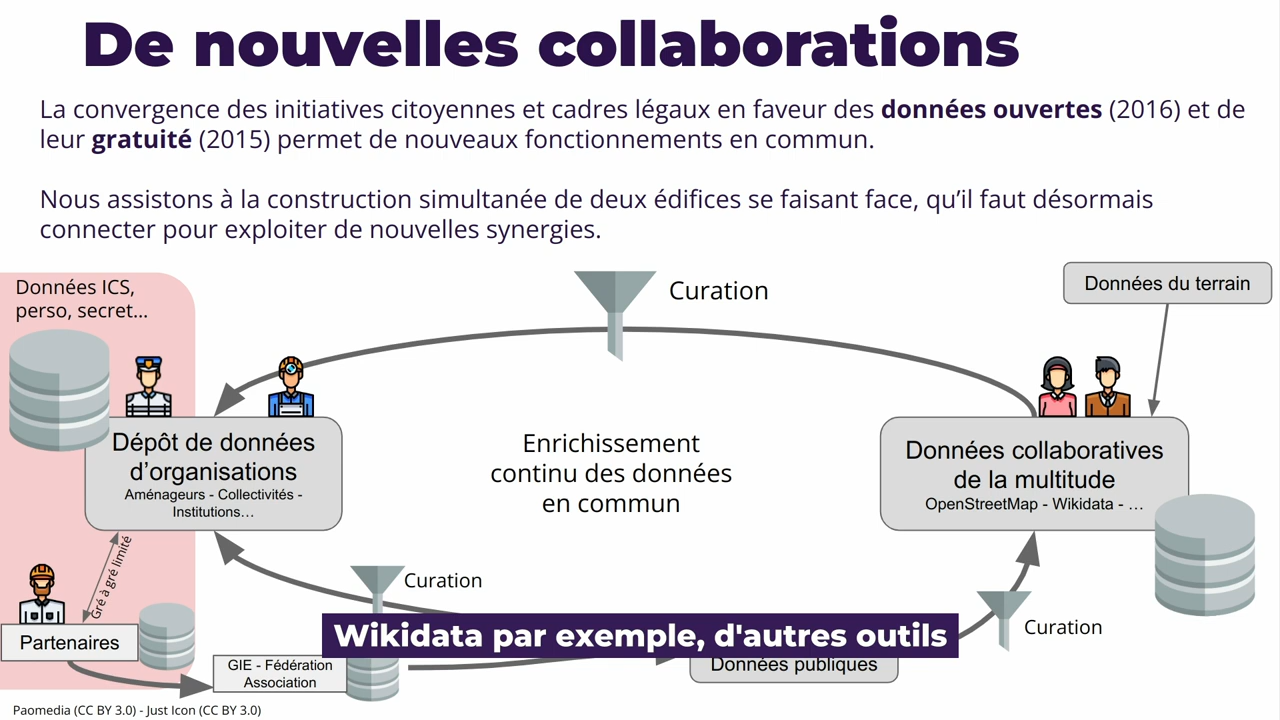 De nouvelles collaborations
La convergence des initiatives citoyennes et cadres légaux en faveur des données ouvertes (2016) et de
leur gratuité (2015) permet de nouveaux fonctionnements en commun.
Nous assistons à la construction simultanée de deux édifices se faisant face, qu’il faut désormais
connecter pour exploiter de nouvelles synergies.
Données ICS,
perso, secret...
Curation
Données du terrain
Dépôt de données
d’organisations
Aménageurs - Collectivités -
Institutions…
Enrichissement
continu des données
en commun
Données collaboratives
de la multitude
OpenStreetMap - Wikidata - …
Gré à gré limité
Curation
Curation
Partenaires
Wikidata par exemple, d'autres outils
GIE - Fédération
Association
Données publiques
Paomedia (CC BY 3.0) - Just Icon (CC BY 3.0)